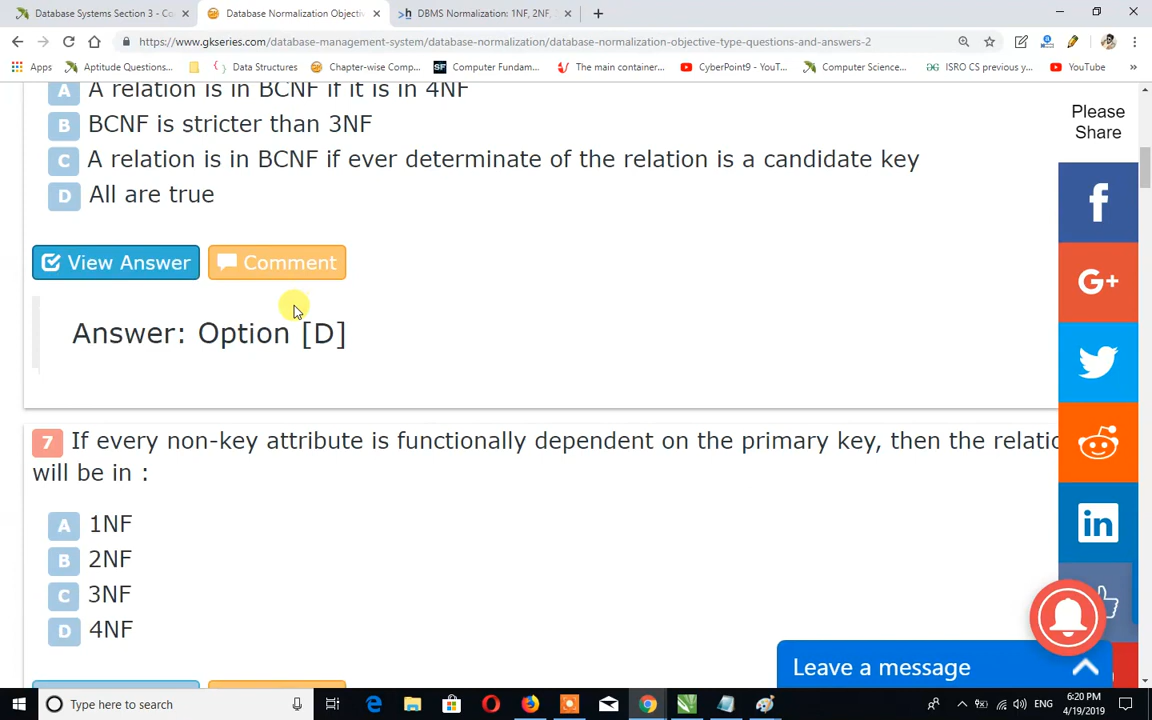 Database Systems Section 3 - Co
Database Normalization Objectiv
DBMS Normalization: 1NF, 2NF,
https://www.gkseries.com/database-management-system/database-normalization/database-normalization-objective-type-questions-and-answers-2
Apps
Aptitude Questions...
Data Structures
Chapter-wise Comp...
SF
Computer Fundam...
The main container...
CyberPoint9 - YouT...
Computer Science...
ISRO CS previous y...
YouTube
A A relation is in BCNF if it is in 4NF
B BCNF is stricter than 3NF
C A relation is in BCNF if ever determinate of the relation is a candidate key
D All are true
View Answer
Comment
Answer: Option [D]
7 If every non-key attribute is functionally dependent on the primary key, then the relatio
will be in :
A 1NF
B 2NF
C 3NF
D 4NF
Please
Share
f
G+
in
Leave a message
Type here to search
ENG
6:20 PM
4/19/2019